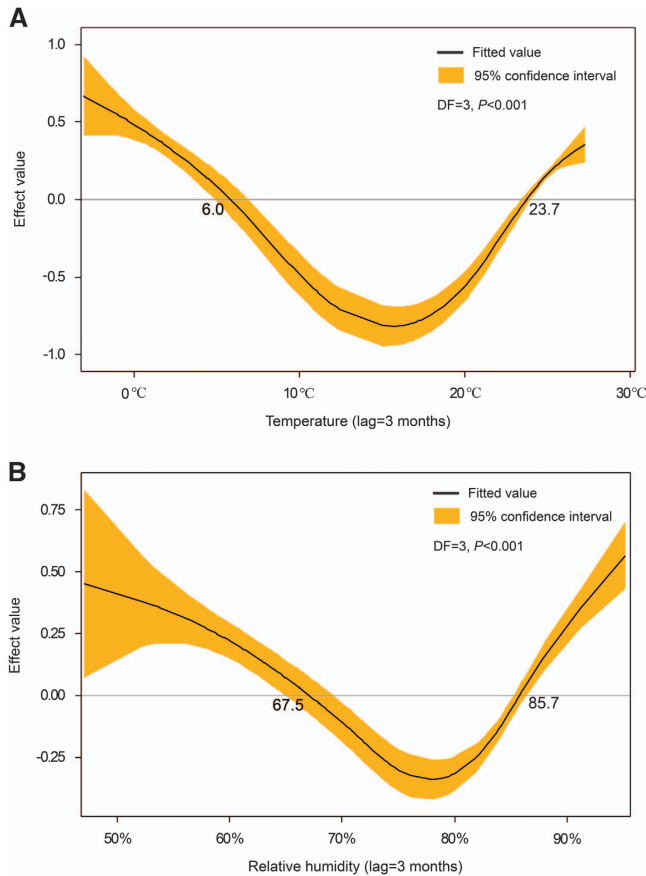 A
1.0
0.5
0.0
-0.5
-1.0
Effect value
Fitted value
95% confidence interval
DF=3, P<0.001
6.0
23.7
0°C
10°C
20°C
30°C
Temperature (lag=3 months)
B
0.75
0.50
0.25
0.00
-0.25
Effect value
Fitted value
95% confidence interval
DF=3, P<0.001
67.5
85.7
50%
60%
70%
80%
90%
Relative humidity (lag=3 months)